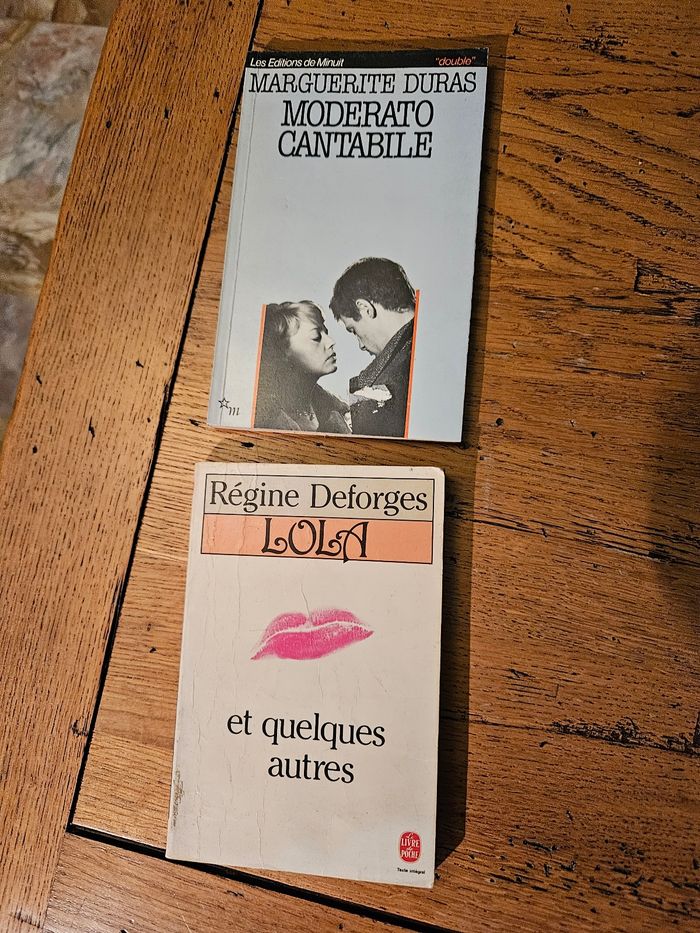 Les Editions de Minuit "double"
MARGUERITE DURAS
MODERATO
CANTABILE
m
Régine Deforges
LOLA
et quelques
autres
Le
LIVRE
de
POCHE
Texte intégral